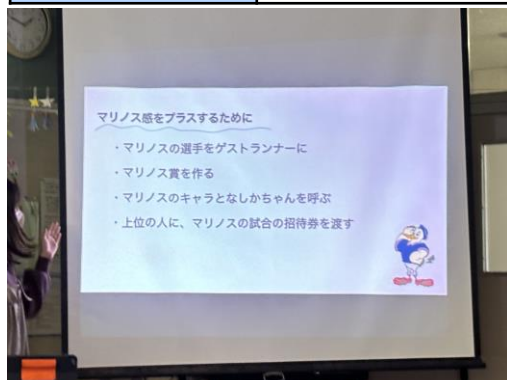 マリノス感をプラスするために
・マリノスの選手をゲストランナーに
・マリノス賞を作る
・マリノスのキャラとなしかちゃんを呼ぶ
・上位の人に、マリノスの試合の招待券を渡す